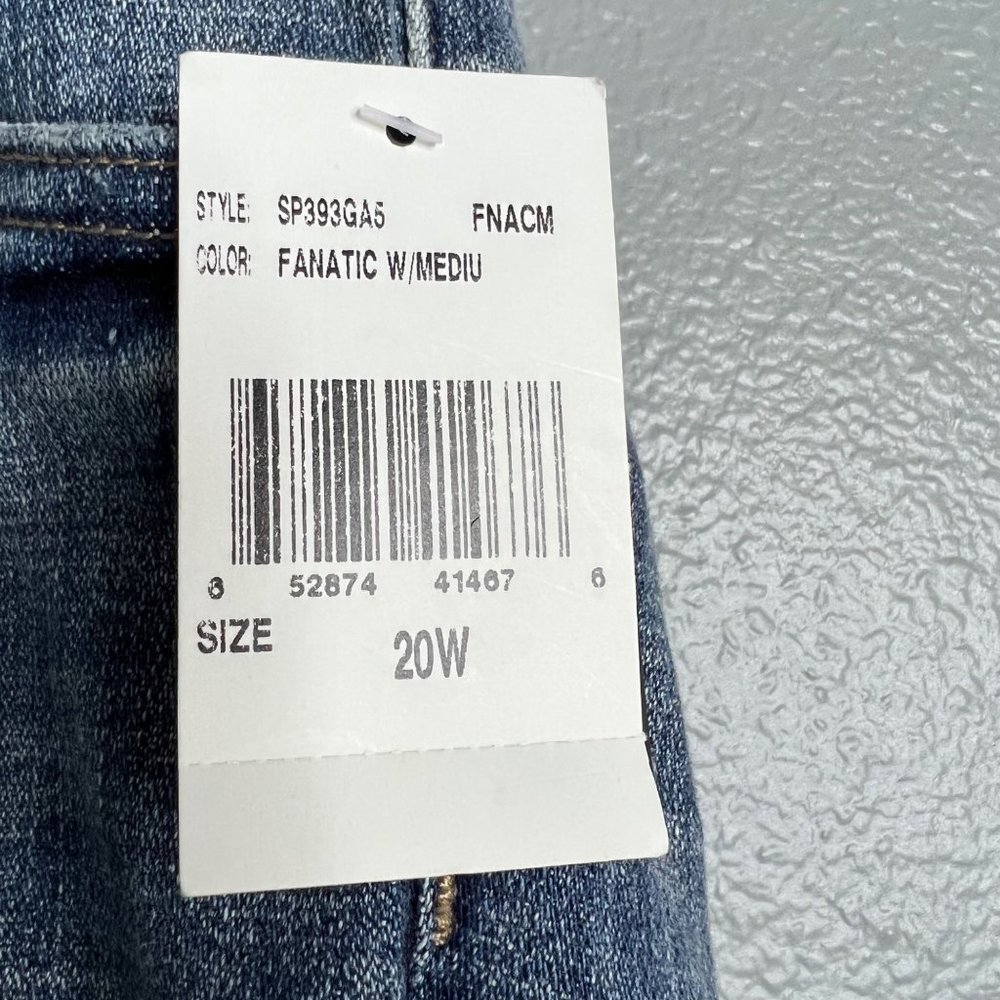 STYLE: SP393GA5 FNACM
COLOR: FANATIC W/MEDIU
6 52874 41467 6
SIZE 20W